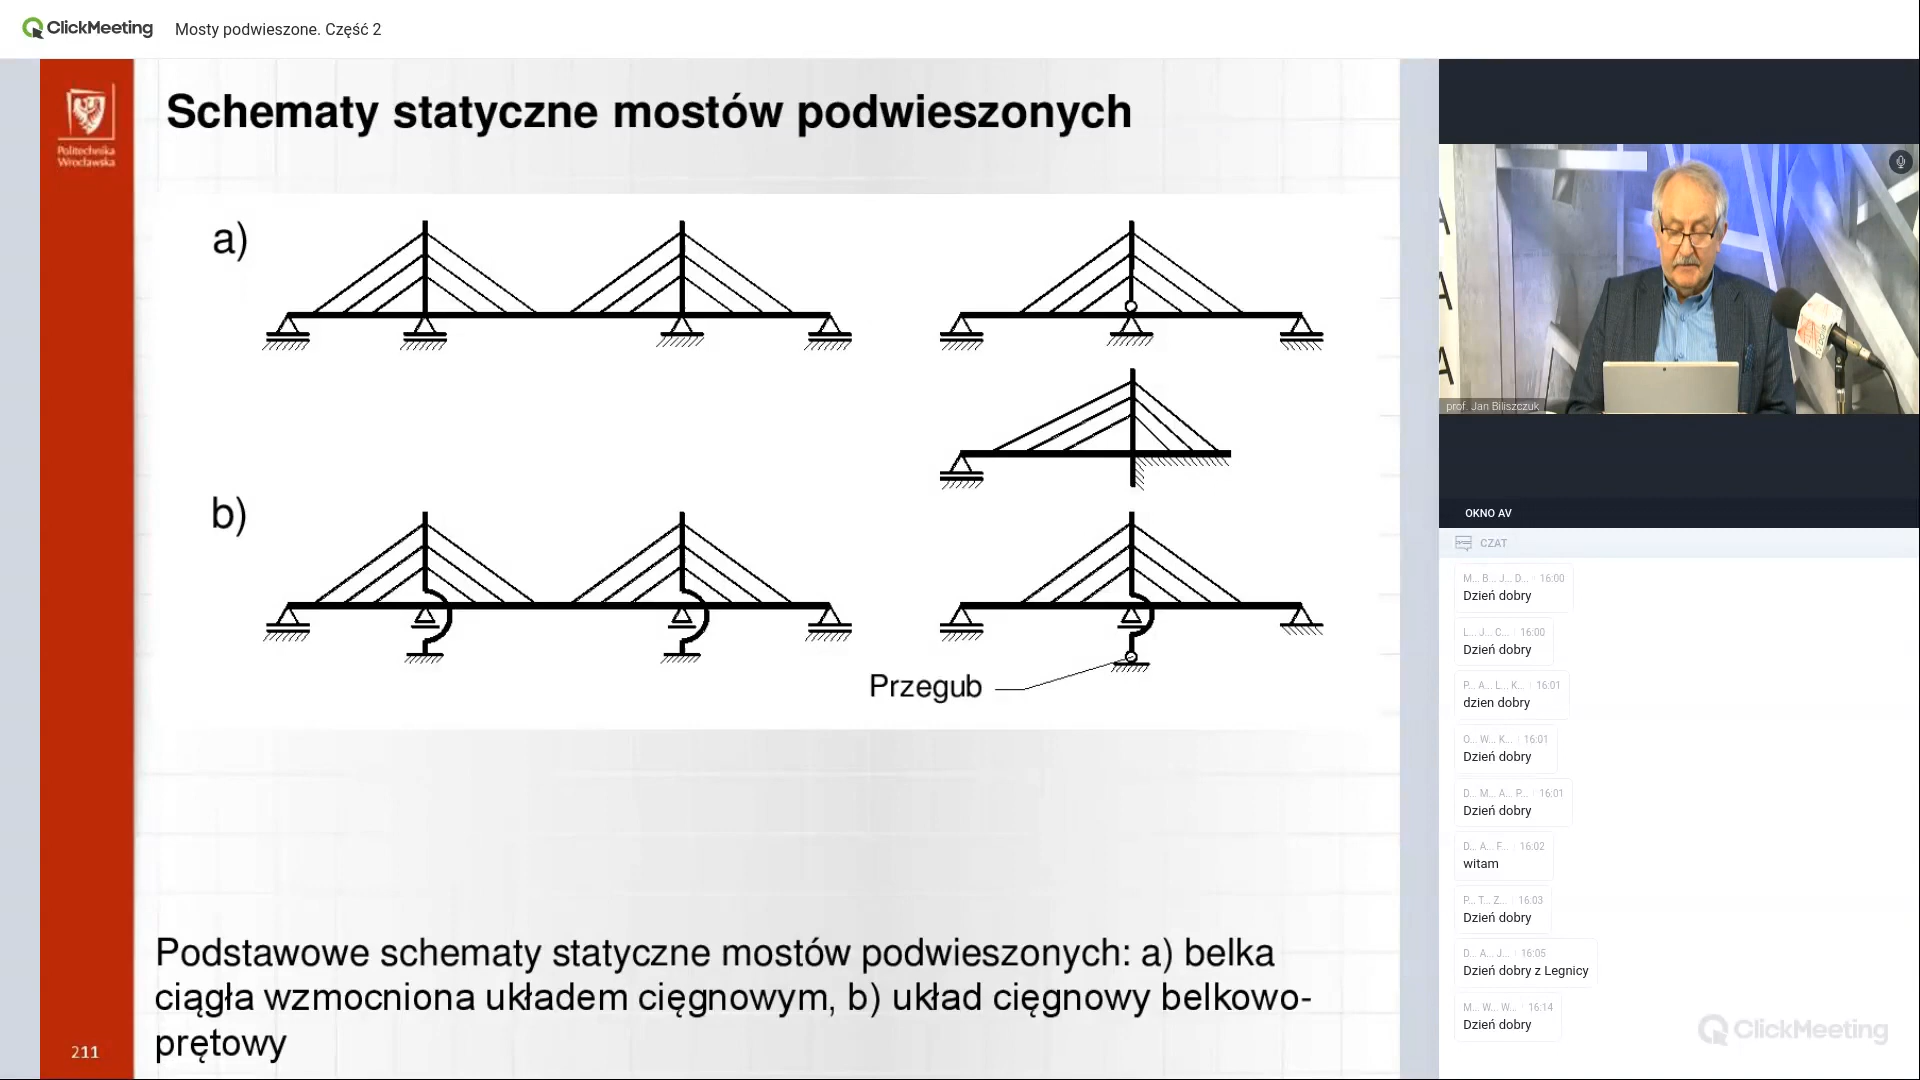 ClickMeeting Mosty podwieszone. Część 2
Politechnika
Wrocławska
Schematy statyczne mostów podwieszonych
a)
b)
Przegub
Podstawowe schematy statyczne mostów podwieszonych: a) belka
ciągła wzmocniona układem cięgnowym, b) układ cięgnowy belkowo-
prętowy
211
prof. Jan Biliszczuk
OKNO AV
CZAT
M... B... J... D... 16:00
Dzień dobry
L... J... C... 16:00
Dzień dobry
P... A... L... K... 16:01
dzien dobry
O... W... K... 16:01
Dzień dobry
D... M... A... P... 16:01
Dzień dobry
D... A... F... 16:02
witam
P... T... Z... 16:03
Dzień dobry
D... A... J... 16:05
Dzień dobry z Legnicy
M... W... W... 16:14
Dzień dobry
ClickMeeting